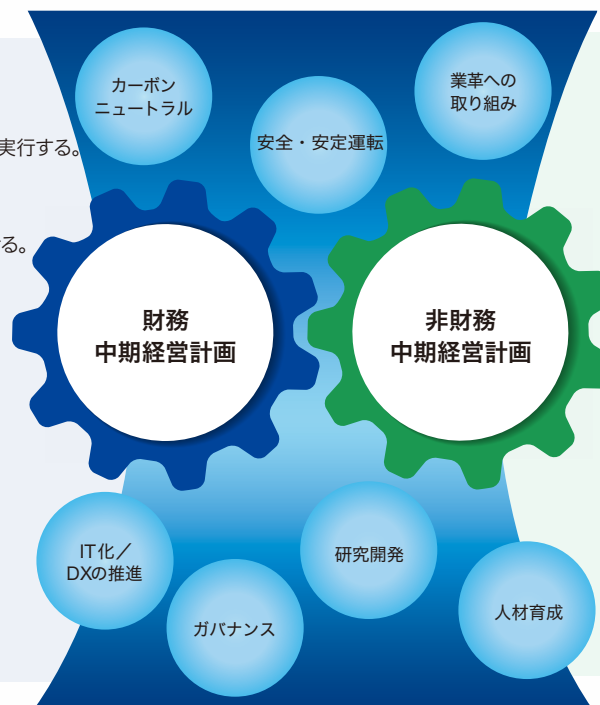 カーボン
ニュートラル
業革への
取り組み
安全・安定運転
実行する。
る。
財務
中期経営計画
非財務
中期経営計画
IT化／
DXの推進
研究開発
ガバナンス
人材育成